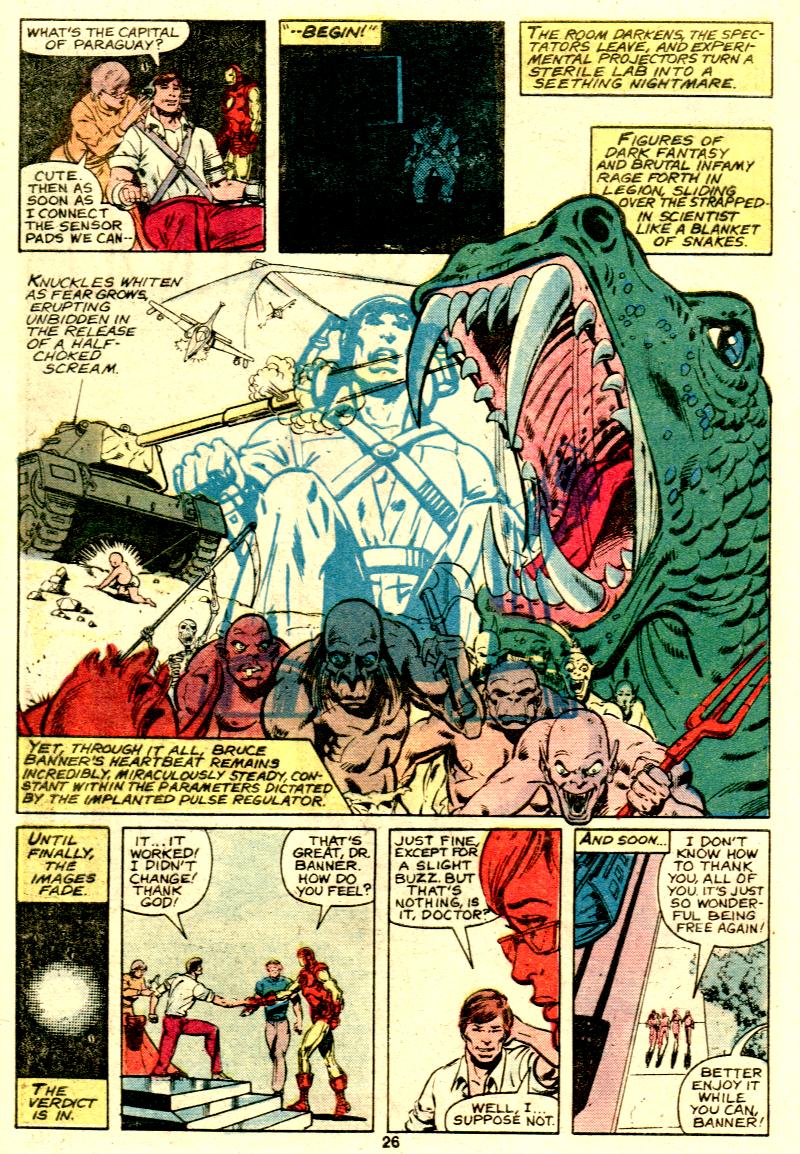 WHAT'S THE CAPITAL
OF PARAGUAY?
CUTE.
THEN AS
SOON AS
I CONNECT
THE SENSOR
PADS WE CAN--
"--BEGIN!"
THE ROOM DARKENS, THE SPEC-
TATORS LEAVE, AND EXPERI-
MENTAL PROJECTORS TURN A
STERILE LAB INTO A
SEETHING NIGHTMARE.
FIGURES OF
DARK FANTASY
AND BRUTAL INFAMY
RAGE FORTH IN
LEGION, SLIDING
OVER THE STRAPPED-
IN SCIENTIST
LIKE A BLANKET
OF SNAKES.
KNUCKLES WHITEN
AS FEAR GROWS,
ERUPTING
UNBIDDEN IN
THE RELEASE
OF A HALF-
CHOKED
SCREAM.
YET, THROUGH IT ALL, BRUCE
BANNER'S HEARTBEAT REMAINS
INCREDIBLY, MIRACULOUSLY STEADY, CON-
STANT WITHIN THE PARAMETERS DICTATED
BY THE IMPLANTED PULSE REGULATOR.
UNTIL
FINALLY,
THE
IMAGES
FADE.
THE
VERDICT
IS IN.
IT...IT
WORKED!
I DIDN'T
CHANGE!
THANK
GOD!
THAT'S
GREAT, DR.
BANNER.
HOW DO
YOU FEEL?
JUST FINE,
EXCEPT FOR
A SLIGHT
BUZZ. BUT
THAT'S
NOTHING, IS
IT, DOCTOR?
WELL, I...
SUPPOSE NOT.
AND SOON...
I DON'T
KNOW HOW
TO THANK
YOU, ALL OF
YOU. IT'S JUST
SO WONDER-
FUL BEING
FREE AGAIN!
BETTER
ENJOY IT
WHILE
YOU CAN,
BANNER!
26